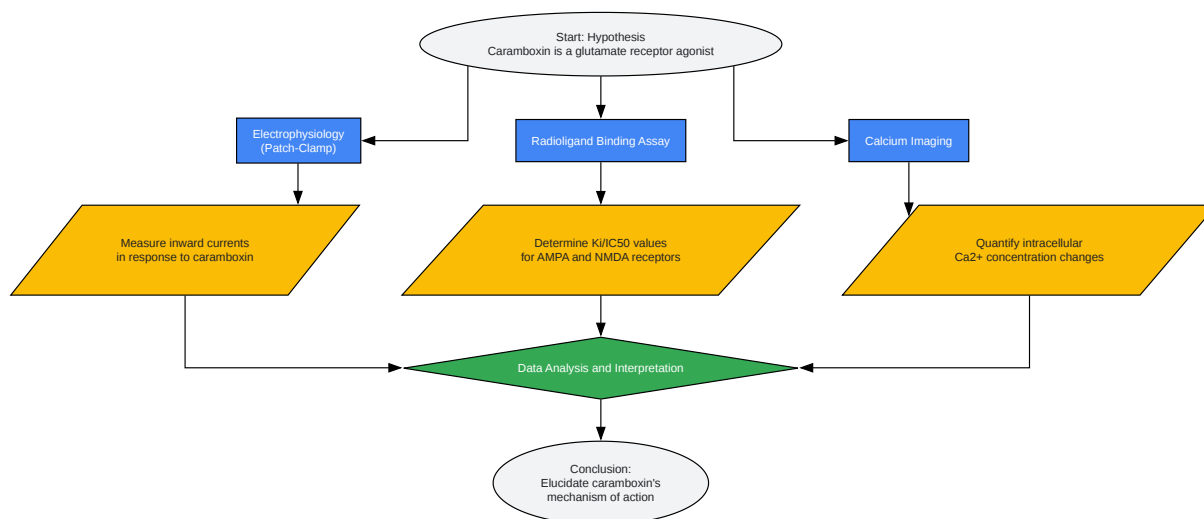 Start: Hypothesis
Caramboxin is a glutamate receptor agonist
Electrophysiology
(Patch-Clamp)
Radioligand Binding Assay
Calcium Imaging
Measure inward currents
in response to caramboxin
Determine Ki/IC50 values
for AMPA and NMDA receptors
Quantify intracellular
Ca2+ concentration changes
Data Analysis and Interpretation
Conclusion:
Elucidate caramboxin's
mechanism of action